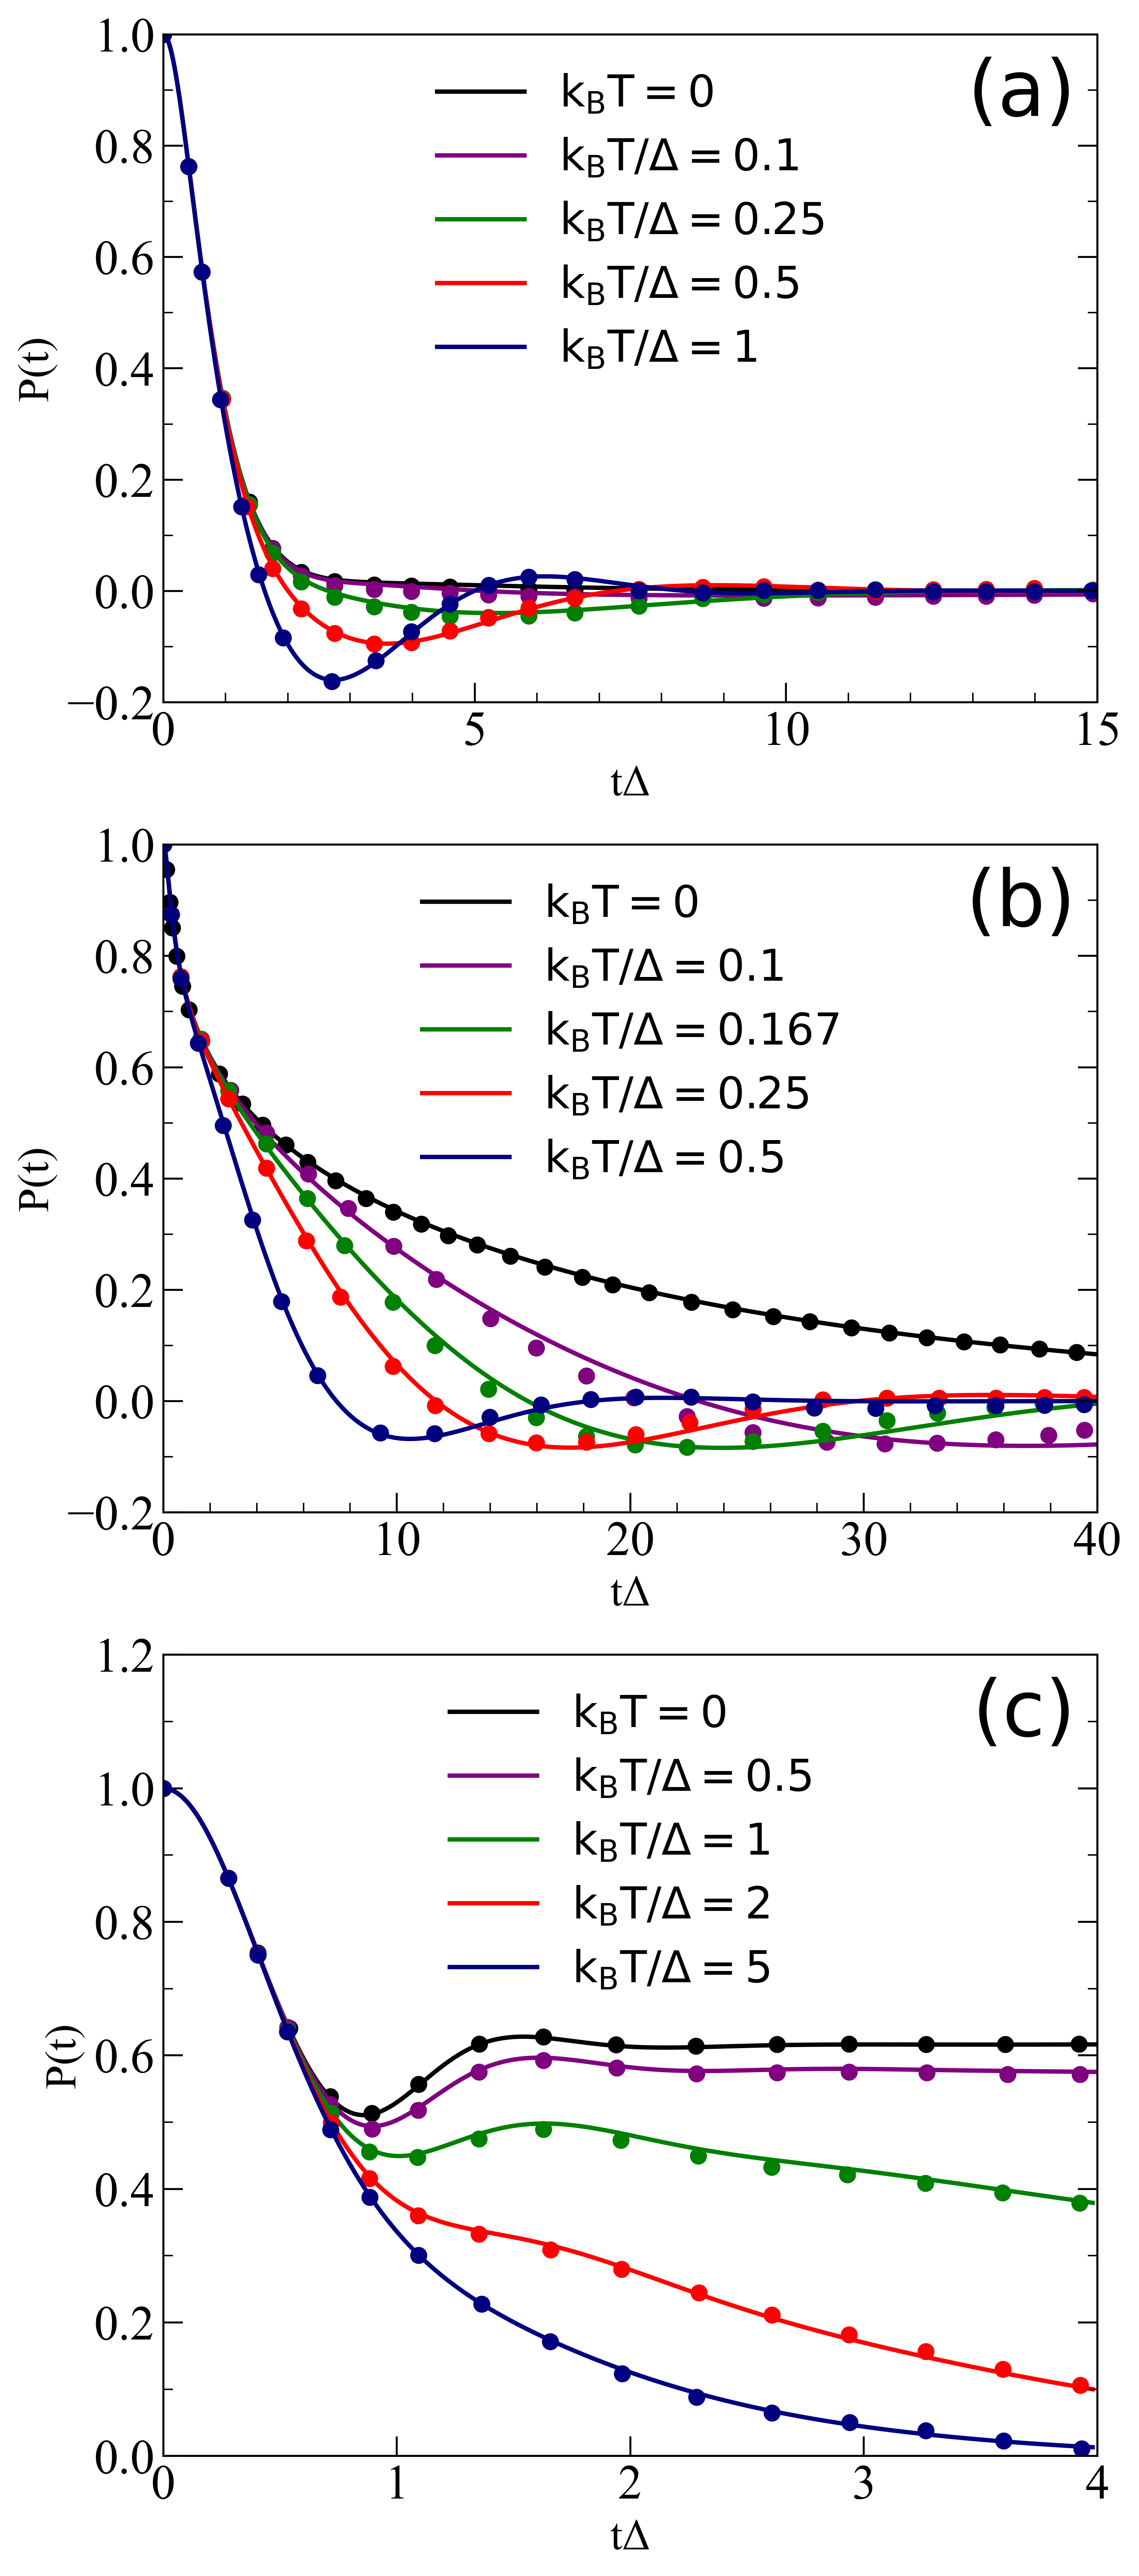 (a)
1.0
0.8
0.6
0.4
0.2
0.0
−0.2
P(t)
k_BT = 0
k_BT/Δ = 0.1
k_BT/Δ = 0.25
k_BT/Δ = 0.5
k_BT/Δ = 1
0 5 10 15
tΔ
(b)
1.0
0.8
0.6
0.4
0.2
0.0
−0.2
P(t)
k_BT = 0
k_BT/Δ = 0.1
k_BT/Δ = 0.167
k_BT/Δ = 0.25
k_BT/Δ = 0.5
0 10 20 30 40
tΔ
(c)
1.2
1.0
0.8
0.6
0.4
0.2
0.0
P(t)
k_BT = 0
k_BT/Δ = 0.5
k_BT/Δ = 1
k_BT/Δ = 2
k_BT/Δ = 5
0 1 2 3 4
tΔ